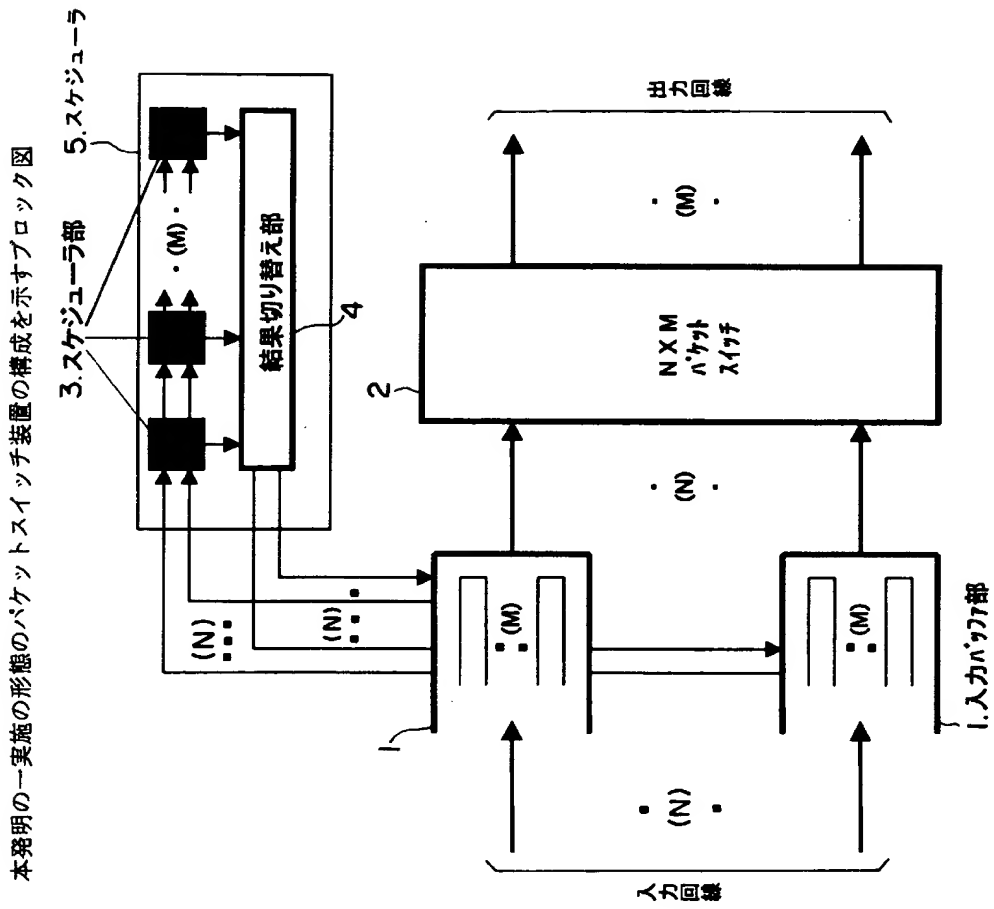 本発明の一実施の形態のパケットスイッチ装置の構成を示すブロック図
3.スケジューラ部
5.スケジューラ
(M)
結果切り替え部
4
(N)
(N)
1
(M)
(M)
1.入力バッファ部
入力回線
(N)
(N)
2
N X M
パケット
スイッチ
(M)
出力回線